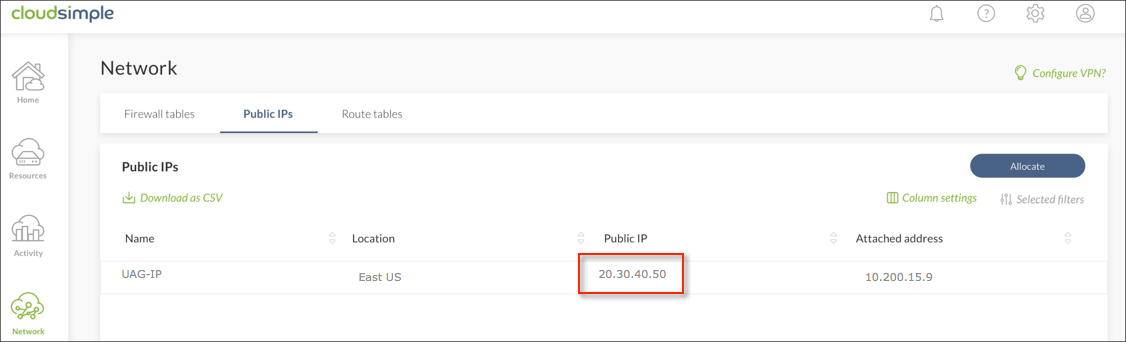 cloudsimple
Network
Configure VPN?
Home
Firewall tables
Public IPs
Route tables
Public IPs
Allocate
Resources
Download as CSV
Column settings
Selected filters
Name
Location
Public IP
Attached address
Activity
UAG-IP
East US
20.30.40.50
10.200.15.9
Network